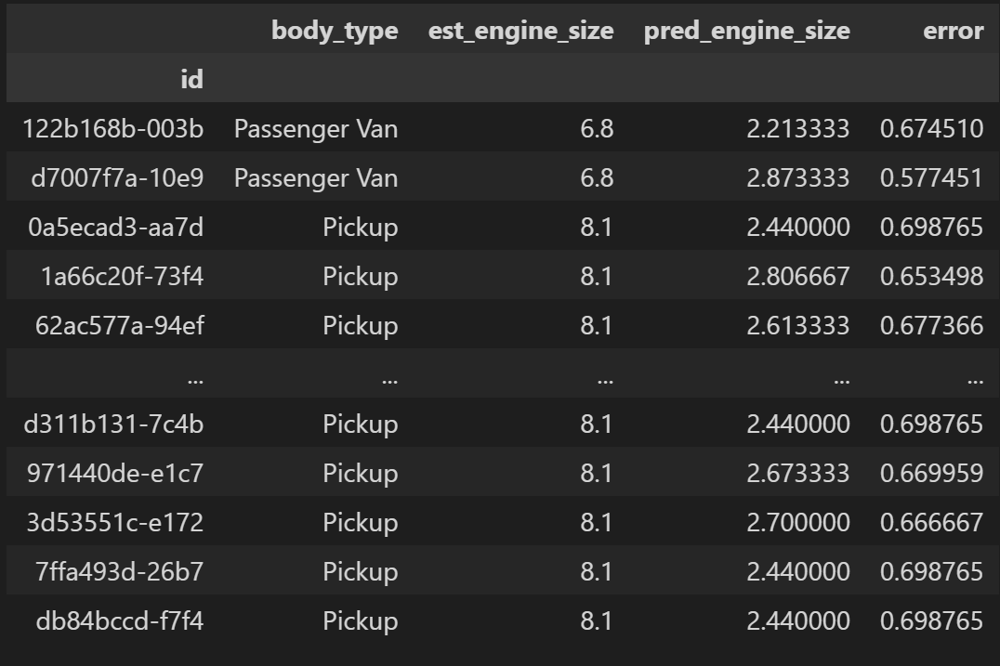 body_type est_engine_size pred_engine_size error
id
122b168b-003b Passenger Van 6.8 2.213333 0.674510
d7007f7a-10e9 Passenger Van 6.8 2.873333 0.577451
0a5ecad3-aa7d Pickup 8.1 2.440000 0.698765
1a66c20f-73f4 Pickup 8.1 2.806667 0.653498
62ac577a-94ef Pickup 8.1 2.613333 0.677366
... ... ... ... ...
d311b131-7c4b Pickup 8.1 2.440000 0.698765
971440de-e1c7 Pickup 8.1 2.673333 0.669959
3d53551c-e172 Pickup 8.1 2.700000 0.666667
7ffa493d-26b7 Pickup 8.1 2.440000 0.698765
db84bccd-f7f4 Pickup 8.1 2.440000 0.698765